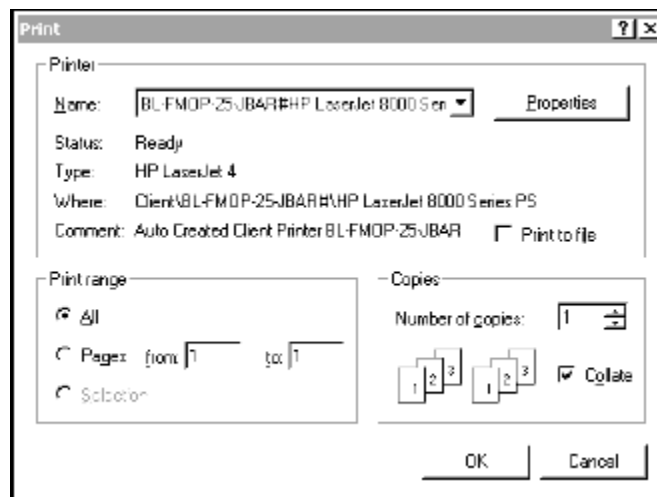 Print
Printer
Name: BL-FMOP-25-JBAR#HP LaserJet 8000 Seri Properties
Status: Ready
Type: HP LaserJet 4
Where: Client\BL-FMOP-25-JBAR#\HP LaserJet 8000 Series PS
Comment: Auto Created Client Printer BL-FMOP-25-JBAR Print to file
Print range
All
Pages from: 1 to: 1
Selection
Copies
Number of copies: 1
1 2 3 1 2 3 Collate
OK Cancel